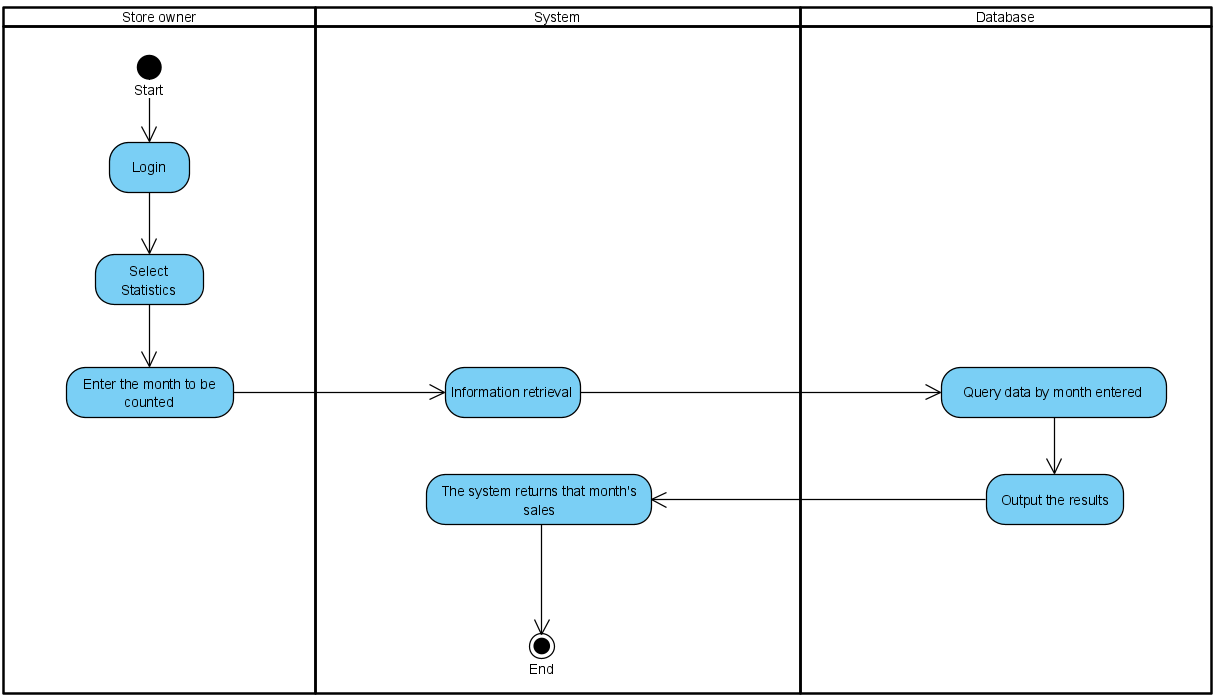 Store owner
System
Database
Start
Login
Select
Statistics
Enter the month to be
counted
Information retrieval
Query data by month entered
The system returns that month's
sales
Output the results
End